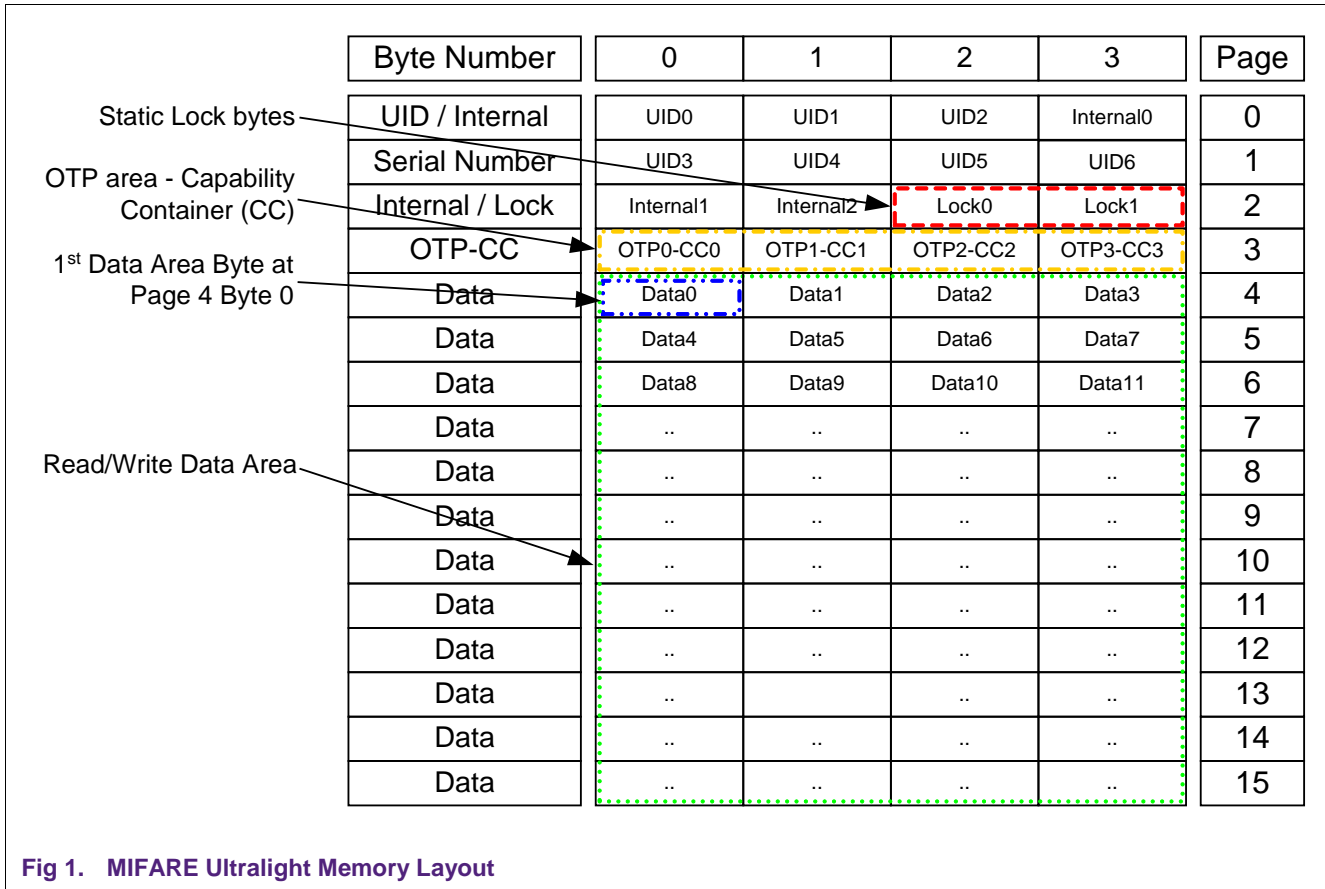 Byte Number 0 1 2 3 Page
Static Lock bytes UID / Internal UID0 UID1 UID2 Internal0 0
Serial Number UID3 UID4 UID5 UID6 1
OTP area - Capability
Container (CC)
Internal / Lock Internal1 Internal2 Lock0 Lock1 2
OTP-CC OTP0-CC0 OTP1-CC1 OTP2-CC2 OTP3-CC3 3
1st Data Area Byte at
Page 4 Byte 0
Data Data0 Data1 Data2 Data3 4
Data Data4 Data5 Data6 Data7 5
Data Data8 Data9 Data10 Data11 6
Data .. .. .. .. 7
Read/Write Data Area Data .. .. .. .. 8
Data .. .. .. .. 9
Data .. .. .. .. 10
Data .. .. .. .. 11
Data .. .. .. .. 12
Data .. .. .. .. 13
Data .. .. .. .. 14
Data .. .. .. .. 15
Fig 1. MIFARE Ultralight Memory Layout